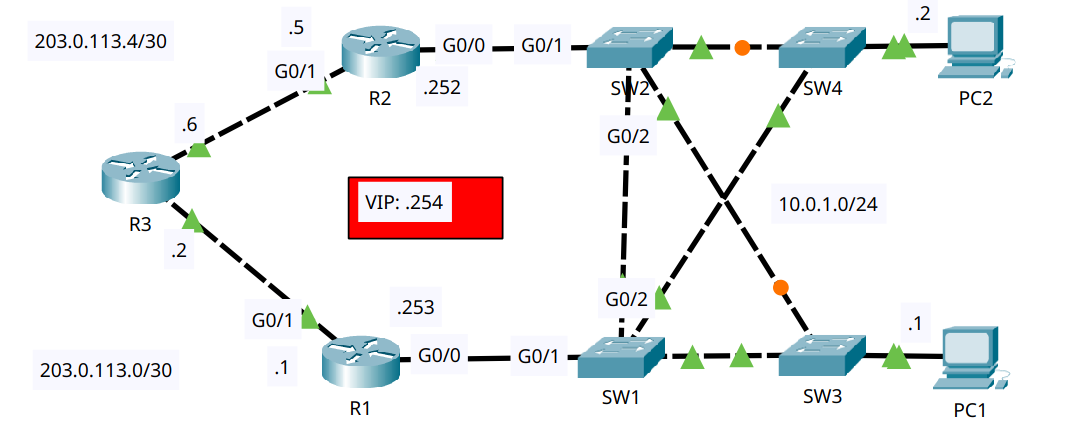 203.0.113.4/30
.5
G0/1
R2
G0/0
.252
G0/1
SW2
SW4
.2
PC2
G0/2
.6
R3
.2
VIP: .254
10.0.1.0/24
G0/2
G0/1
.253
203.0.113.0/30
.1
R1
G0/0
G0/1
SW1
SW3
.1
PC1